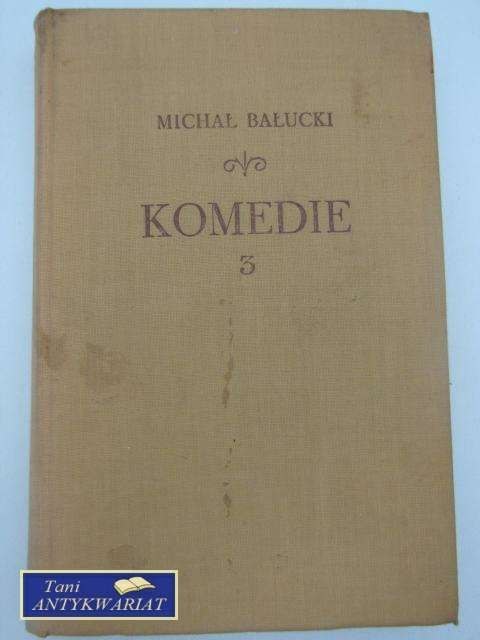 MICHAŁ BAŁUCKI
KOMEDIE
3
Tani
ANTYKWARIAT